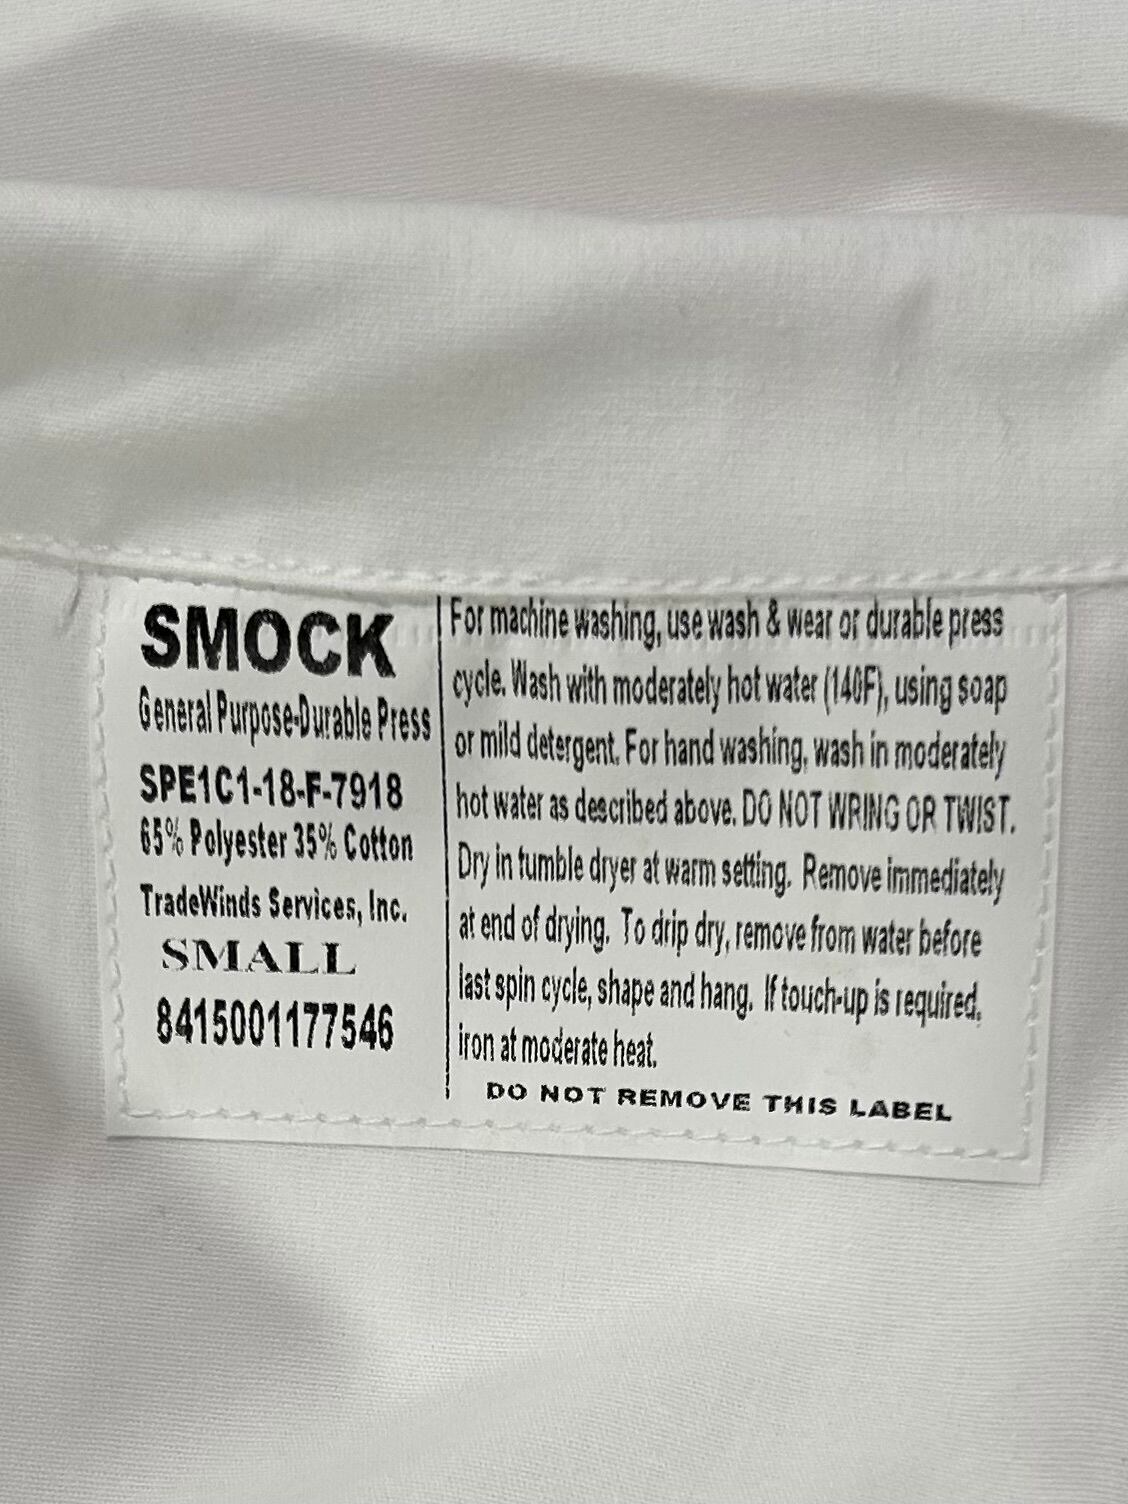 SMOCK
General Purpose-Durable Press
SPE1C1-18-F-7918
65% Polyester 35% Cotton
TradeWinds Services, Inc.
SMALL
8415001177546
For machine washing, use wash & wear or durable press
cycle. Wash with moderately hot water (140F), using soap
or mild detergent. For hand washing, wash in moderately
hot water as described above. DO NOT WRING OR TWIST.
Dry in tumble dryer at warm setting. Remove immediately
at end of drying. To drip dry, remove from water before
last spin cycle, shape and hang. If touch-up is required,
iron at moderate heat.
DO NOT REMOVE THIS LABEL